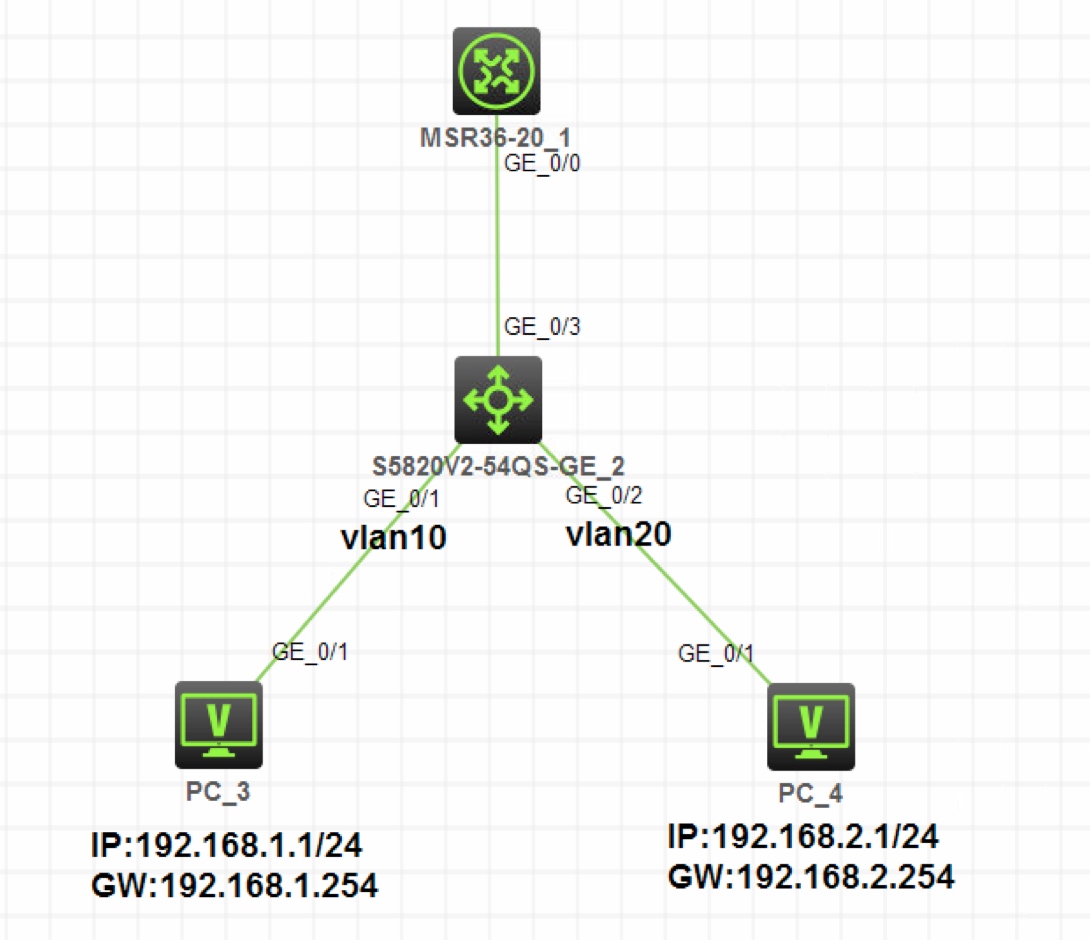 MSR36-20_1
GE_0/0
GE_0/3
S5820V2-54QS-GE_2
GE_0/1
GE_0/2
vlan10
vlan20
GE_0/1
GE_0/1
V
V
PC_3
PC_4
IP:192.168.1.1/24
GW:192.168.1.254
IP:192.168.2.1/24
GW:192.168.2.254